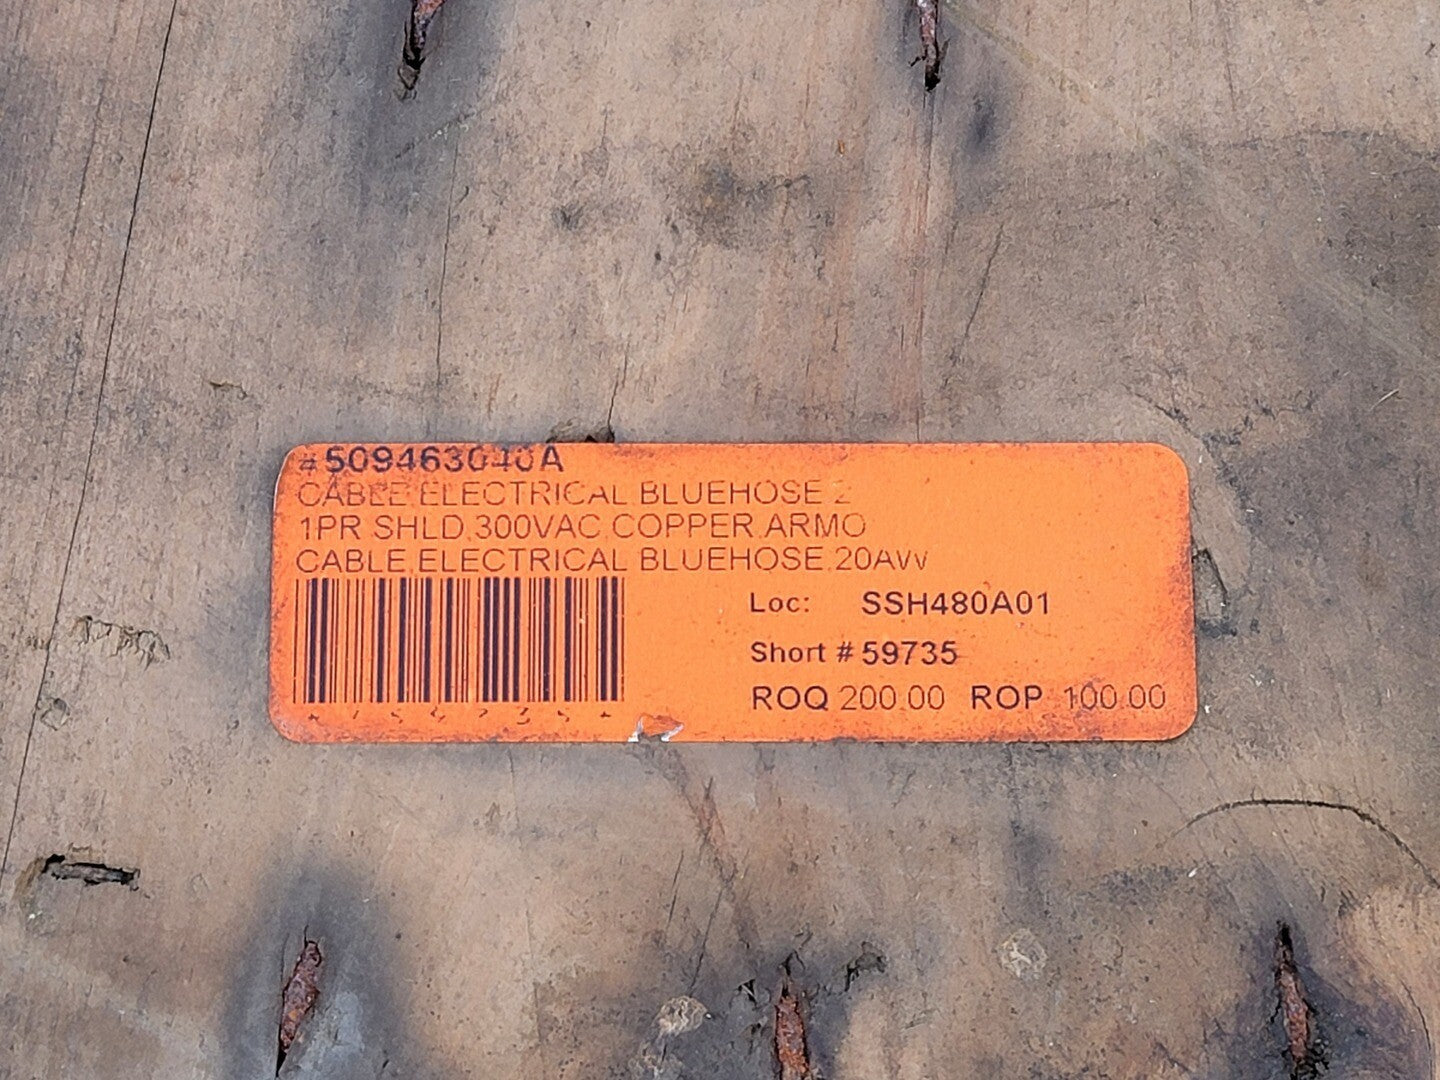 #509463040A
CABLE,ELECTRICAL BLUEHOSE 2
1PR SHLD,300VAC,COPPER,ARMO
CABLE,ELECTRICAL BLUEHOSE,20AW
Loc: SSH480A01
Short # 59735
ROQ 200.00 ROP 100.00